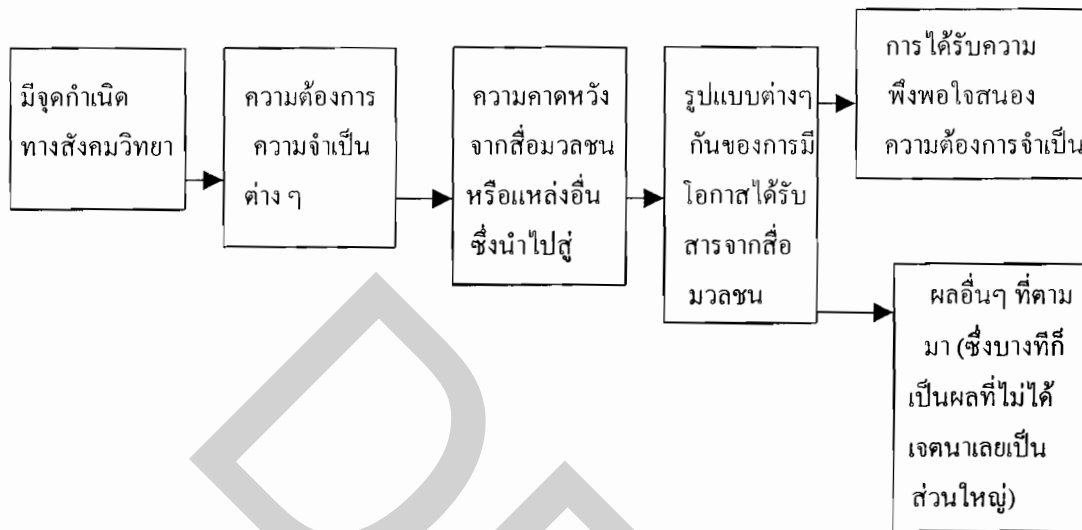 มีจุดกำเนิด
ทางสังคมวิทยา
ความต้องการ
ความจำเป็น
ต่าง ๆ
ความคาดหวัง
จากสื่อมวลชน
หรือแหล่งอื่น
ซึ่งนำไปสู่
รูปแบบต่างๆ
กันของการมี
โอกาสได้รับ
สารจากสื่อ
มวลชน
การได้รับความ
พึงพอใจสนอง
ความต้องการจำเป็น
ผลอื่นๆ ที่ตาม
มา (ซึ่งบางทีก็
เป็นผลที่ไม่ได้
เจตนาเลยเป็น
ส่วนใหญ่)